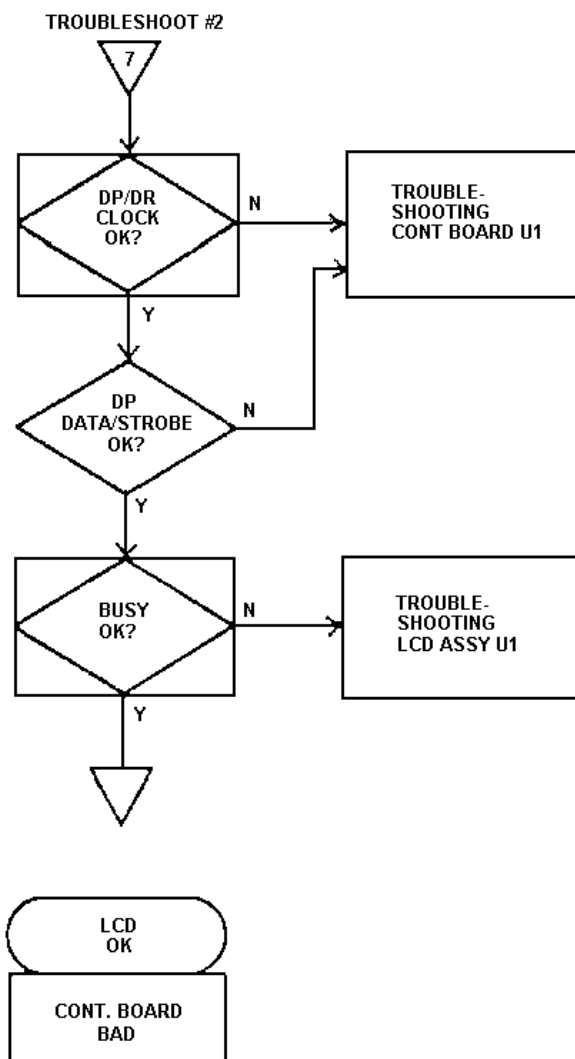 TROUBLESHOOT #2
7
DP/DR
CLOCK
OK?
N
TROUBLE-
SHOOTING
CONT BOARD U1
Y
DP
DATA/STROBE
OK?
N
Y
BUSY
OK?
N
TROUBLE-
SHOOTING
LCD ASSY U1
Y
LCD
OK
CONT. BOARD
BAD